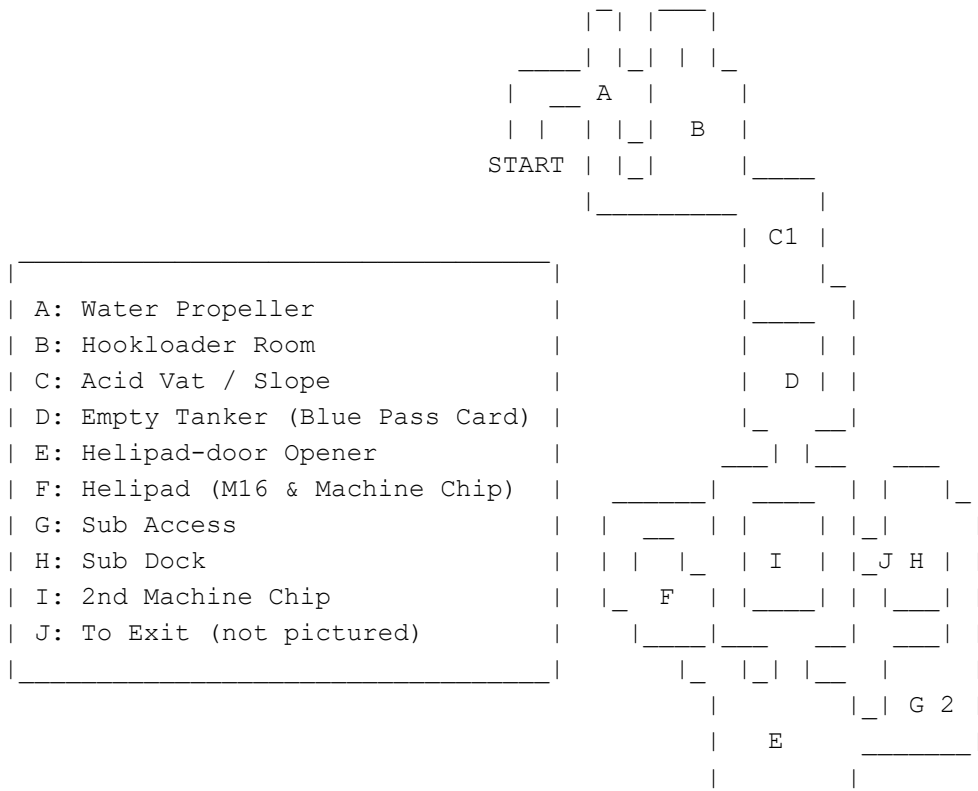 A
B
START
C1
A: Water Propeller
B: Hookloader Room
C: Acid Vat / Slope
D
D: Empty Tanker (Blue Pass Card)
E: Helipad-door Opener
F: Helipad (M16 & Machine Chip)
G: Sub Access
H: Sub Dock
I
J H
I: 2nd Machine Chip
F
J: To Exit (not pictured)
G 2
E